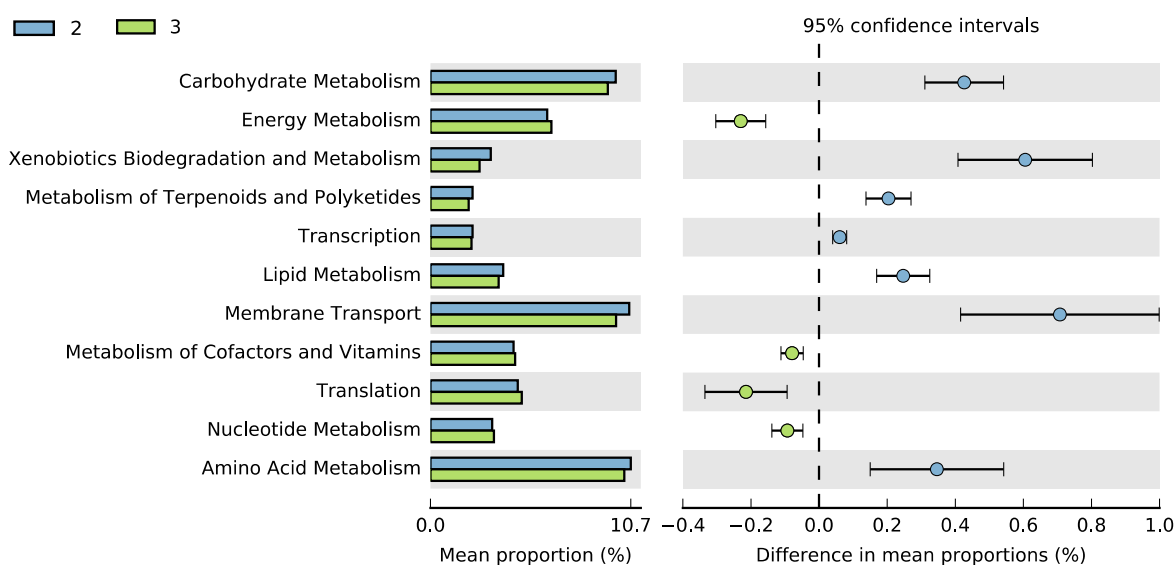 2 3
95% confidence intervals
Carbohydrate Metabolism
Energy Metabolism
Xenobiotics Biodegradation and Metabolism
Metabolism of Terpenoids and Polyketides
Transcription
Lipid Metabolism
Membrane Transport
Metabolism of Cofactors and Vitamins
Translation
Nucleotide Metabolism
Amino Acid Metabolism
0.0 10.7 −0.4 −0.2 0.0 0.2 0.4 0.6 0.8 1.0
Mean proportion (%) Difference in mean proportions (%)